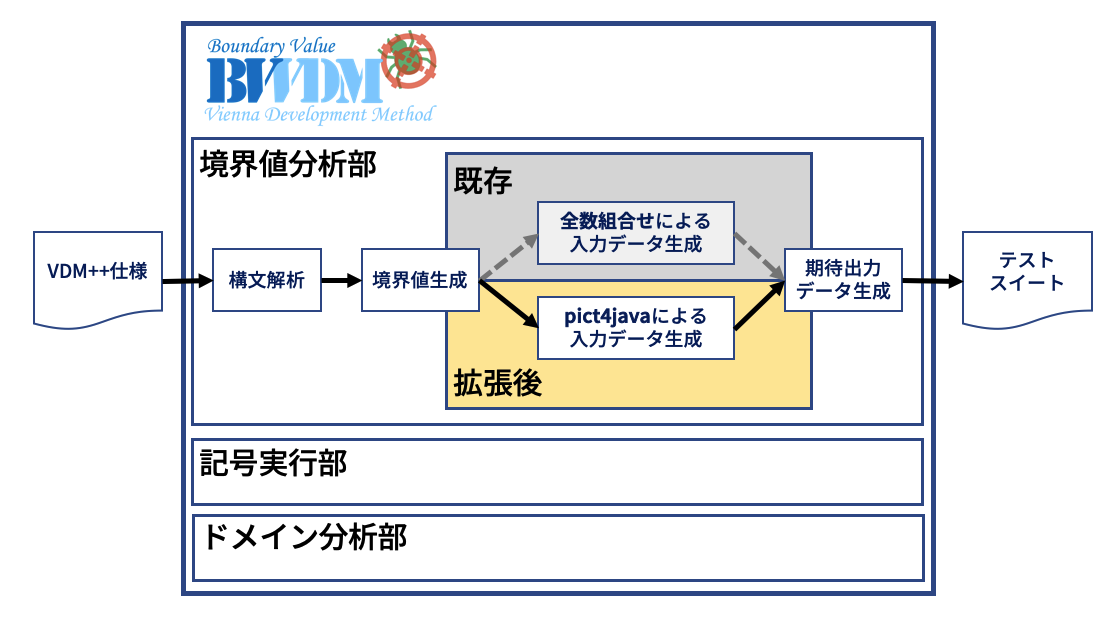 Boundary Value
BWDM
Vienna Development Method
境界値分析部
既存
全数組合せによる
入力データ生成
VDM++仕様
構文解析
境界値生成
期待出力
データ生成
テスト
スイート
pict4javaによる
入力データ生成
拡張後
記号実行部
ドメイン分析部